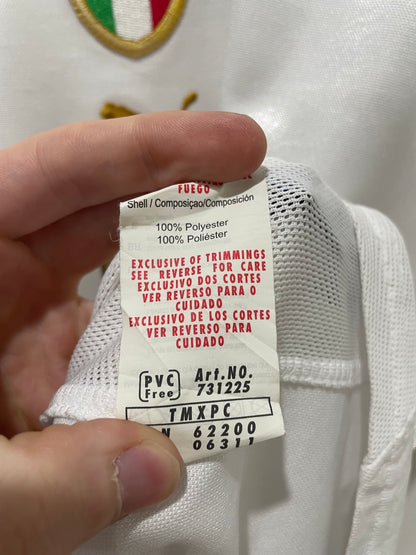 FUEGO
Shell / Composiçao/Composición
100% Polyester
100% Poliéster
EXCLUSIVE OF TRIMMINGS
SEE REVERSE FOR CARE
EXCLUSIVO DOS CORTES
VER REVERSO PARA O
CUIDADO
EXCLUSIVO DE LOS CORTES
VER REVERSO PARA EL
CUIDADO
PVC Art.No.
Free 731225
TMXPC
N 62200
06311